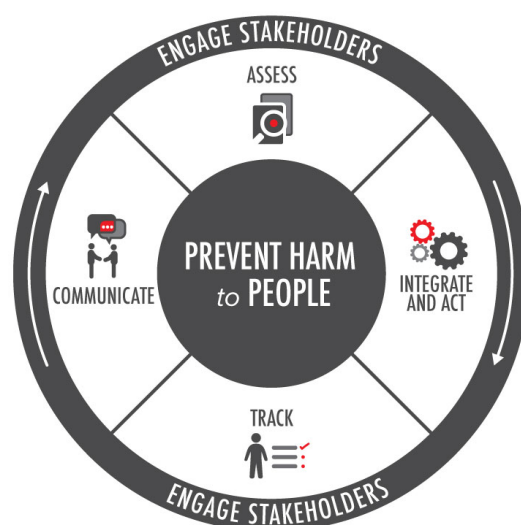 ENGAGE STAKEHOLDERS
ASSESS
PREVENT HARM
to PEOPLE
INTEGRATE
AND ACT
TRACK
COMMUNICATE
ENGAGE STAKEHOLDERS